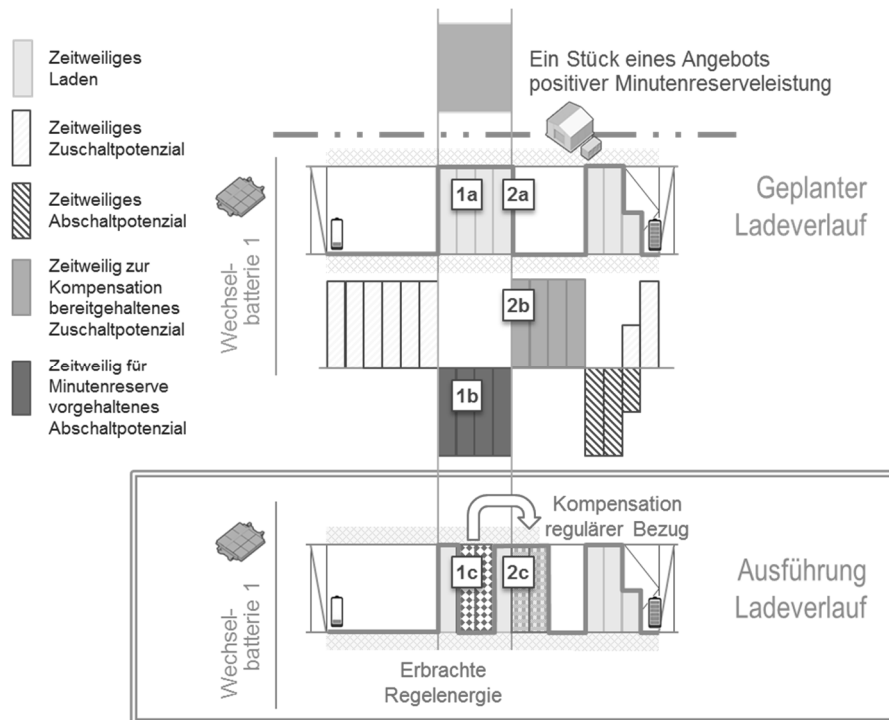 Zeitweiliges
Laden
Zeitweiliges
Zuschaltpotenzial
Zeitweiliges
Abschaltpotenzial
Zeitweilig zur
Kompensation
bereitgehaltenes
Zuschaltpotenzial
Zeitweilig für
Minutenreserve
vorgehaltenes
Abschaltpotenzial
Ein Stück eines Angebots
positiver Minutenreserveleistung
Wechsel-
batterie 1
1a
2a
Geplanter
Ladeverlauf
2b
1b
Wechsel-
batterie 1
Kompensation
regulärer Bezug
1c
2c
Ausführung
Ladeverlauf
Erbrachte
Regelenergie